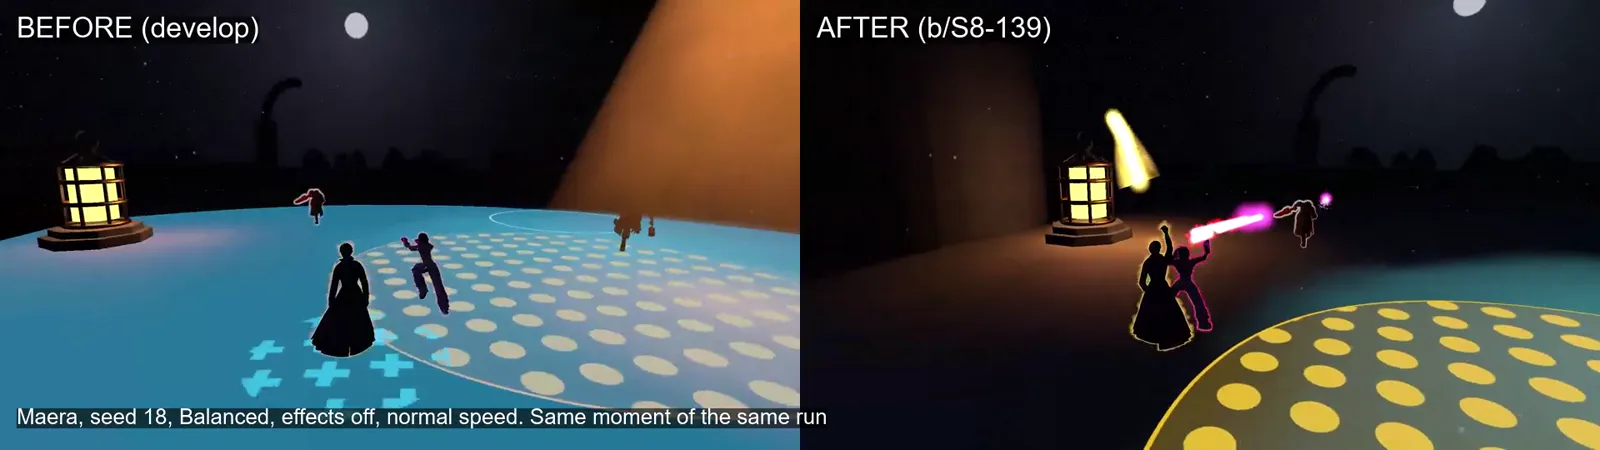 BEFORE (develop)
AFTER (b/S8-139)
Maera, seed 18, Balanced, effects off, normal speed. Same moment of the same run